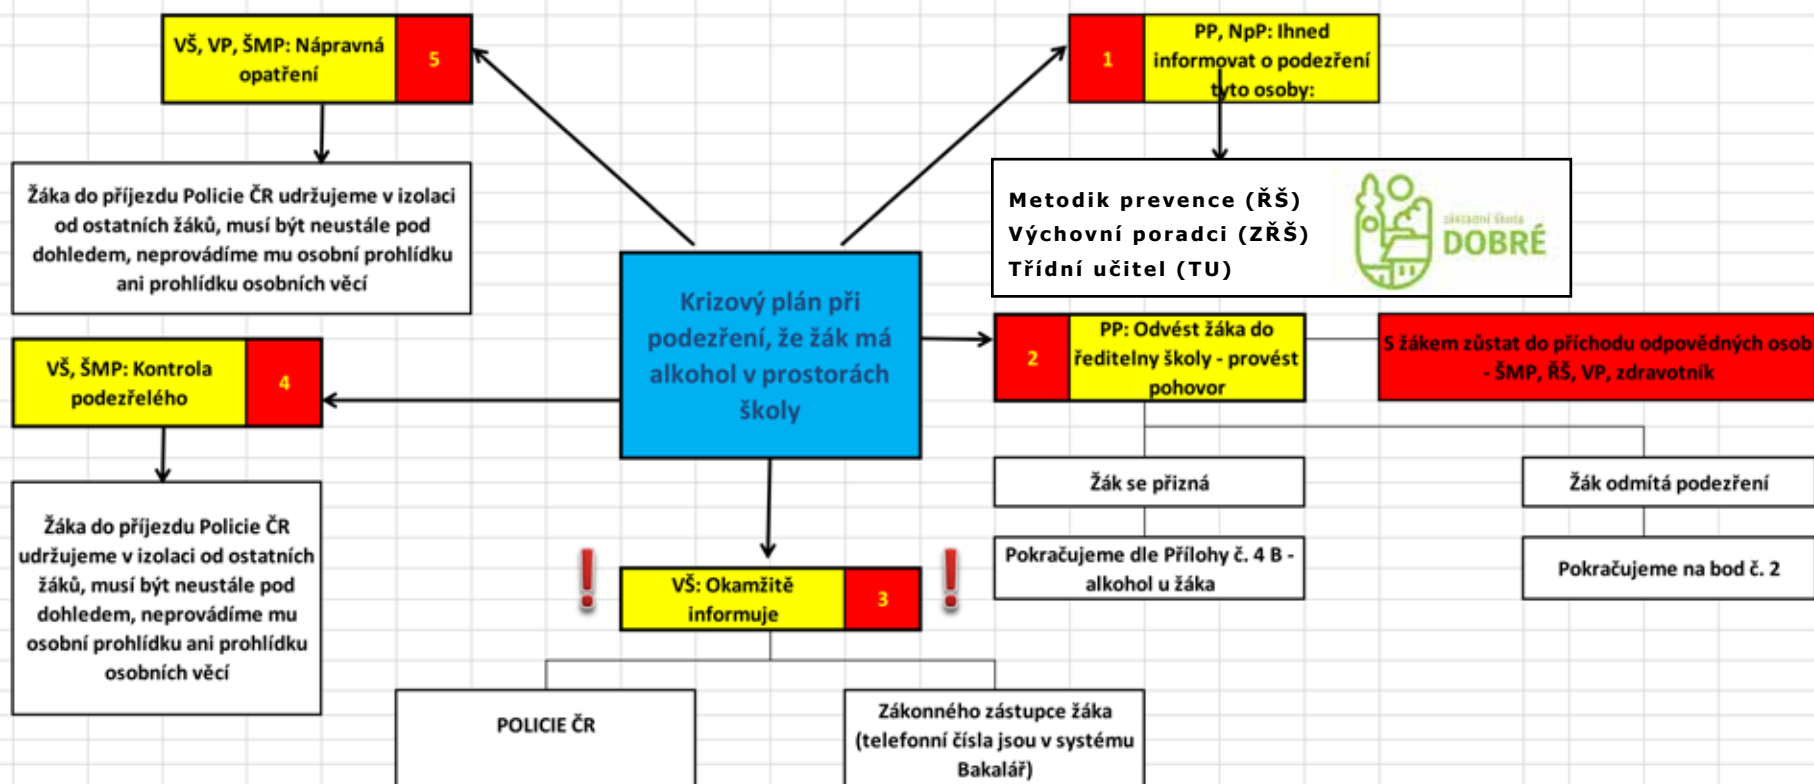 VŠ, VP, ŠMP: Nápravná
opatření
5
1
PP, NpP: Ihned
informovat o podezření
tyto osoby:
Žáka do příjezdu Policie ČR udržujeme v izolaci
od ostatních žáků, musí být neustále pod
dohledem, neprovádíme mu osobní prohlídku
ani prohlídku osobních věcí
Metodik prevence (ŘŠ)
Výchovní poradci (ZŘŠ)
Třídní učitel (TU)
základní škola
DOBRÉ
Krizový plán při
podezření, že žák má
alkohol v prostorách
školy
2
PP: Odvést žáka do
ředitelny školy - provést
pohovor
S žákem zůstat do příchodu odpovědných osob
- ŠMP, ŘŠ, VP, zdravotník
VŠ, ŠMP: Kontrola
podezřelého
4
Žák se přizná
Žák odmítá podezření
Žáka do příjezdu Policie ČR
udržujeme v izolaci od ostatních
žáků, musí být neustále pod
dohledem, neprovádíme mu
osobní prohlídku ani prohlídku
osobních věcí
Pokračujeme dle Přílohy č. 4 B -
alkohol u žáka
Pokračujeme na bod č. 2
!
VŠ: Okamžitě
informuje
3
!
POLICIE ČR
Zákonného zástupce žáka
(telefonní čísla jsou v systému
Bakalář)